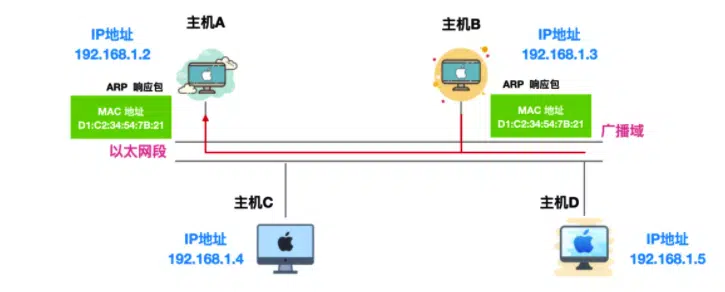 主机A
IP地址
192.168.1.2
ARP 响应包
MAC 地址
D1:C2:34:54:7B:21
以太网段
主机B
IP地址
192.168.1.3
ARP 响应包
MAC 地址
D1:C2:34:54:7B:21
广播域
主机C
IP地址
192.168.1.4
主机D
IP地址
192.168.1.5